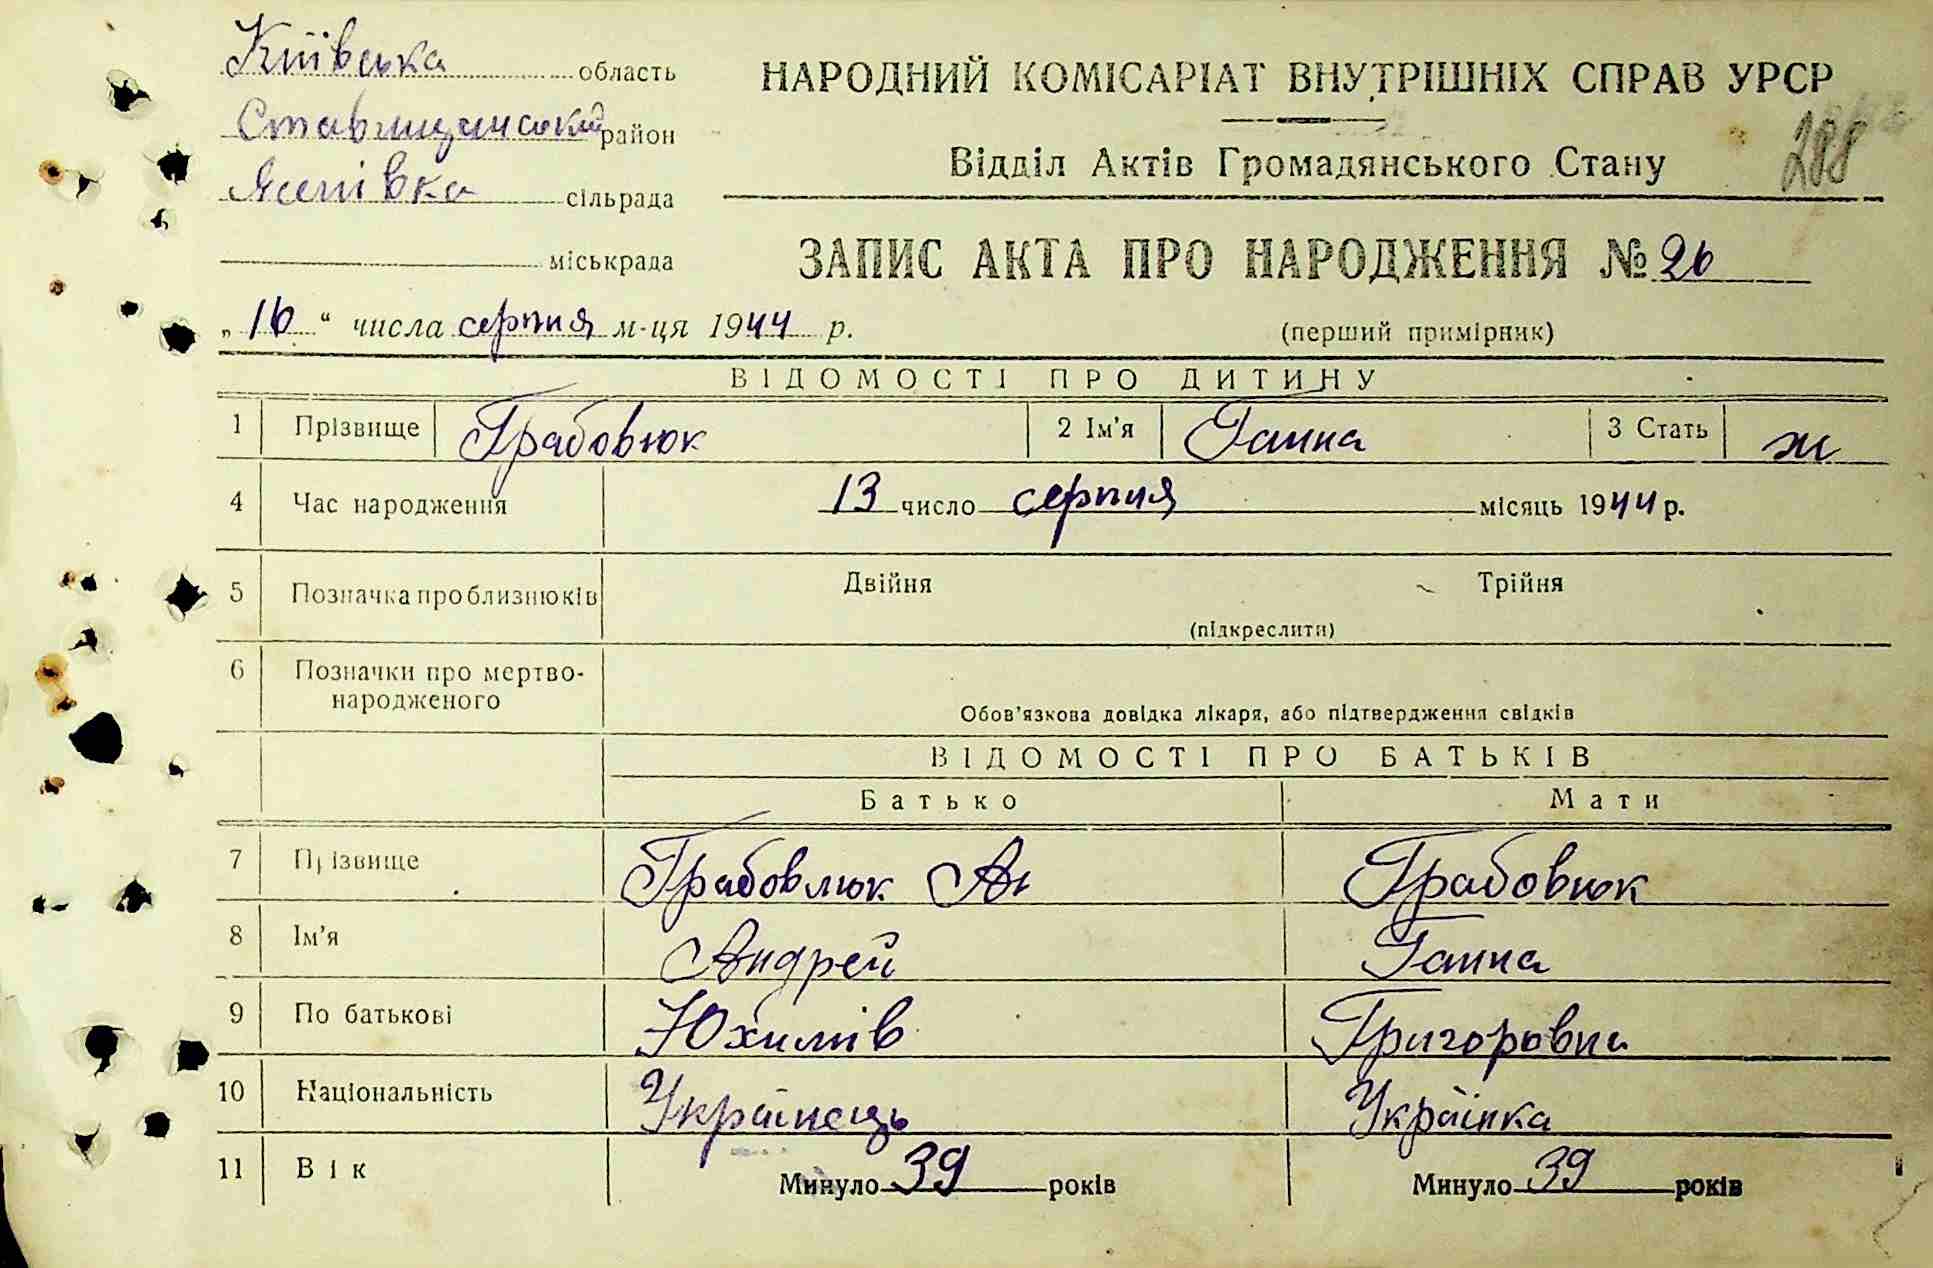 Київська область
Ставищанський район
сільрада
міськрада
НАРОДНИЙ КОМІСАРІАТ ВНУТРІШНІХ СПРАВ УРСР
Відділ Актів Громадянського Стану
288
ЗАПИС АКТА ПРО НАРОДЖЕННЯ № 26
„16“ числа серпня м-ця 1944 р.
(перший примірник)
ВІДОМОСТІ ПРО ДИТИНУ
1 Прізвище Грабовюк 2 Ім'я Ганна 3 Стать ж
4 Час народження 13 число серпня місяць 1944 р.
5 Позначка про близнюків Двійня Трійня
(підкреслити)
6 Позначки про мертво-
народженого
Обов'язкова довідка лікаря, або підтвердження свідків
ВІДОМОСТІ ПРО БАТЬКІВ
Батько Мати
7 Прізвище Грабовлюк Ан Грабовюк
8 Ім'я Андрей Ганна
9 По батькові Юхимів Григоровна
10 Національність Українець Українка
11 Вік Минуло 39 років Минуло 39 років